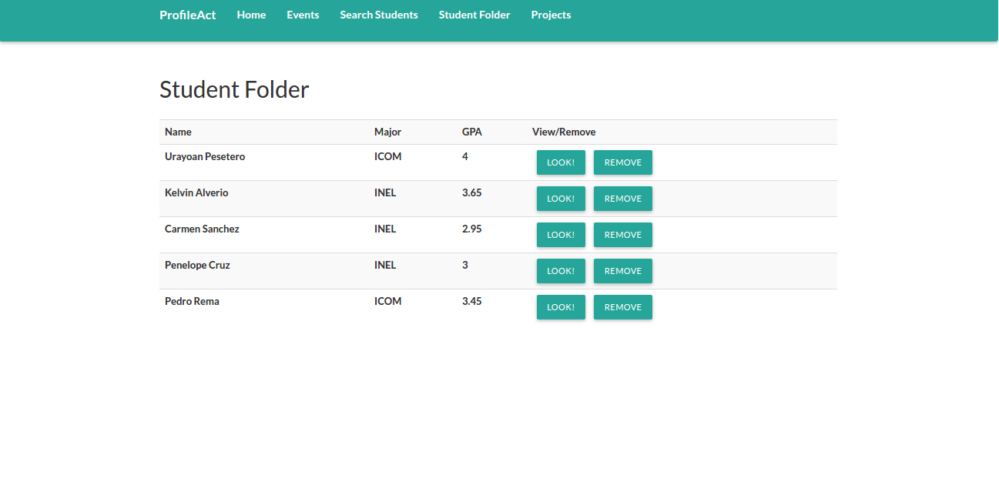 ProfileAct Home Events Search Students Student Folder Projects
Student Folder
Name Major GPA View/Remove
Urayoan Pesetero ICOM 4 LOOK! REMOVE
Kelvin Alverio INEL 3.65 LOOK! REMOVE
Carmen Sanchez INEL 2.95 LOOK! REMOVE
Penelope Cruz INEL 3 LOOK! REMOVE
Pedro Rema ICOM 3.45 LOOK! REMOVE